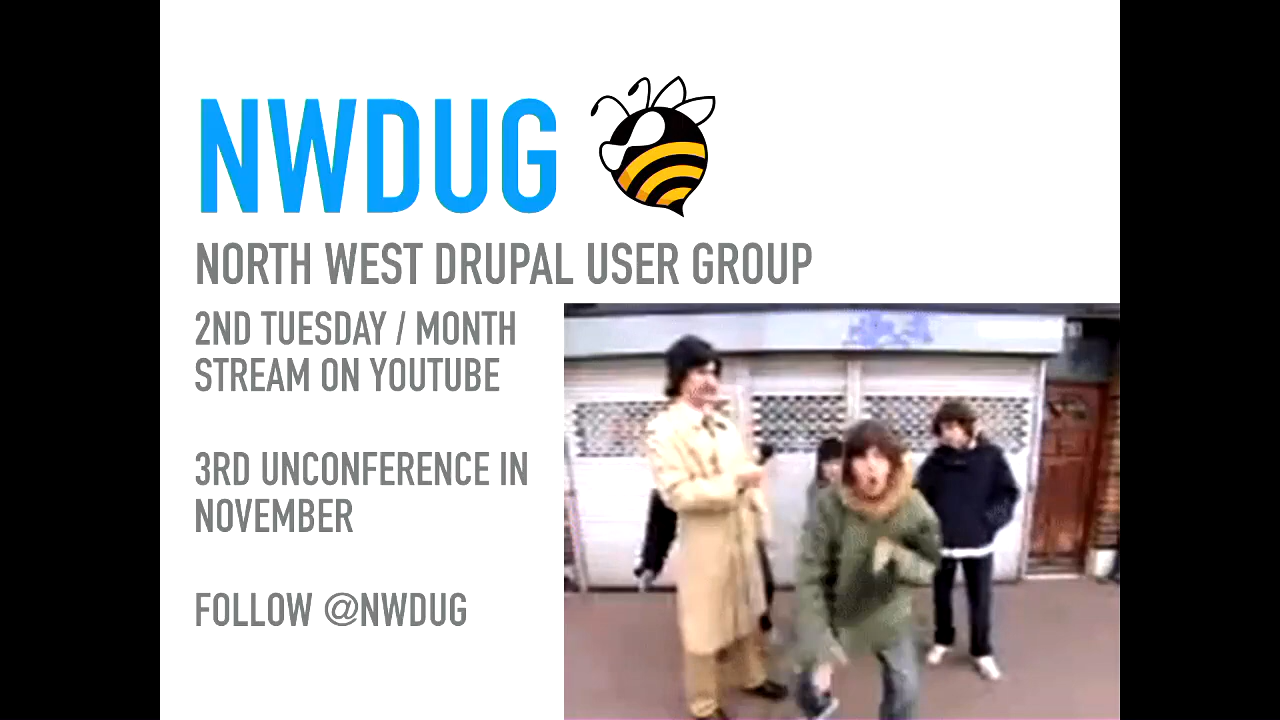 NWDUG
NORTH WEST DRUPAL USER GROUP
2ND TUESDAY / MONTH
STREAM ON YOUTUBE
3RD UNCONFERENCE IN
NOVEMBER
FOLLOW @NWDUG